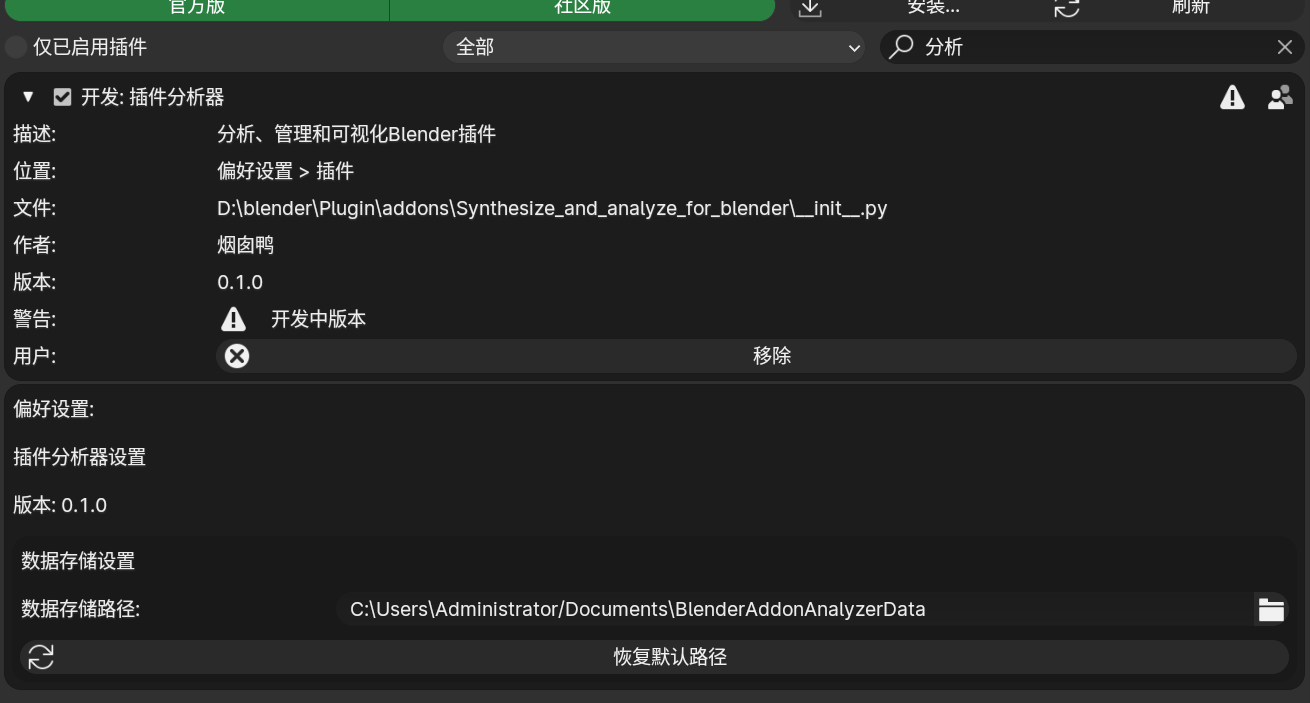 官方版 社区版 安装... 刷新
仅已启用插件 全部 分析
开发: 插件分析器
描述: 分析、管理和可视化Blender插件
位置: 偏好设置 > 插件
文件: D:\blender\Plugin\addons\Synthesize_and_analyze_for_blender\__init__.py
作者: 烟囱鸭
版本: 0.1.0
警告: 开发中版本
用户: 移除
偏好设置:
插件分析器设置
版本: 0.1.0
数据存储设置
数据存储路径: C:\Users\Administrator/Documents\BlenderAddonAnalyzerData
恢复默认路径